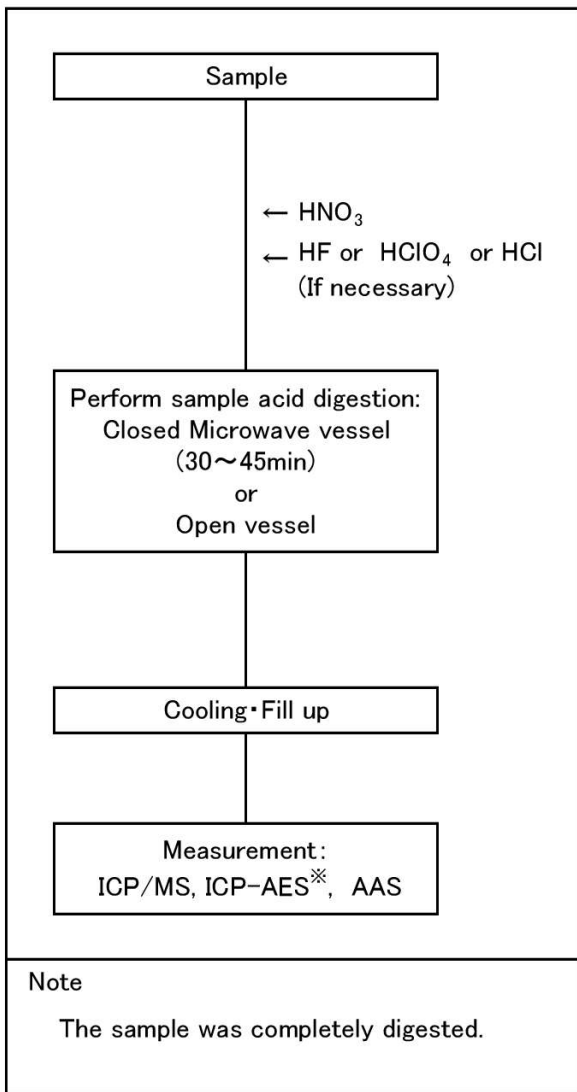 Sample
← HNO₃
← HF or HClO₄ or HCl
(If necessary)
Perform sample acid digestion:
Closed Microwave vessel
(30～45min)
or
Open vessel
Cooling・Fill up
Measurement:
ICP/MS, ICP-AES※, AAS
Note
The sample was completely digested.